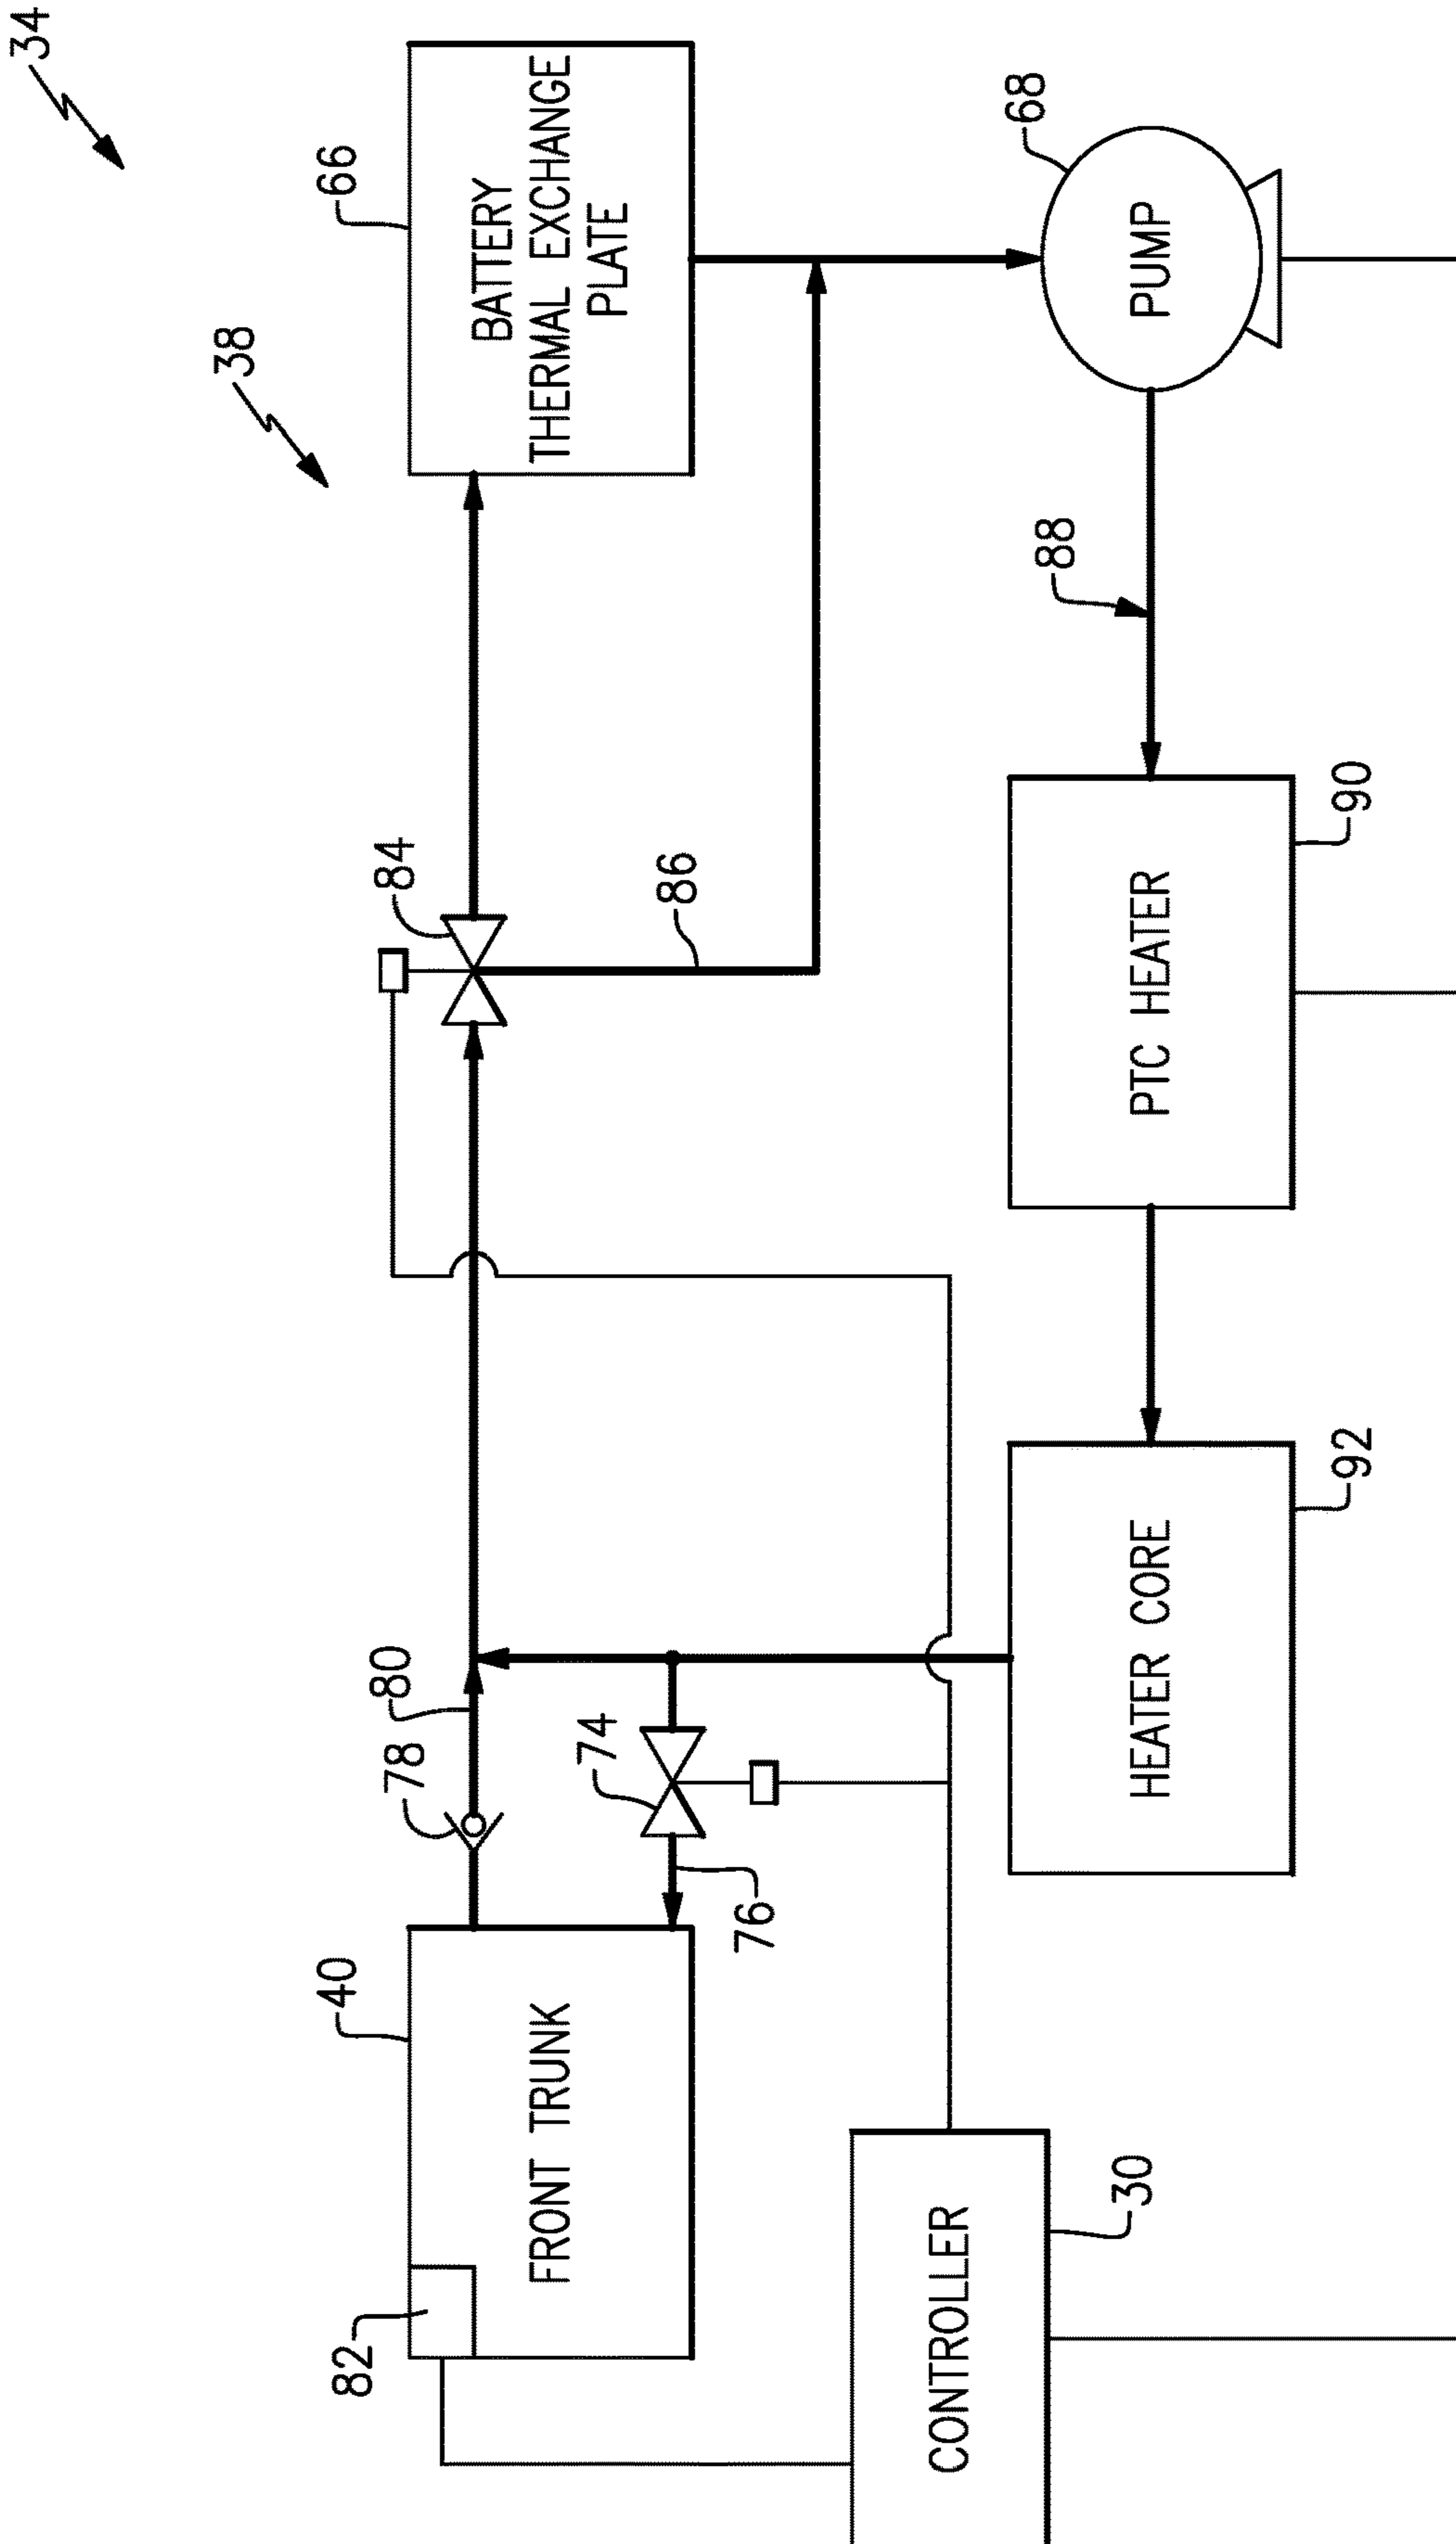 34
38
66
BATTERY
THERMAL EXCHANGE
PLATE
84
86
80
78
74
76
40
FRONT TRUNK
82
68
PUMP
88
90
PTC HEATER
92
HEATER CORE
30
CONTROLLER